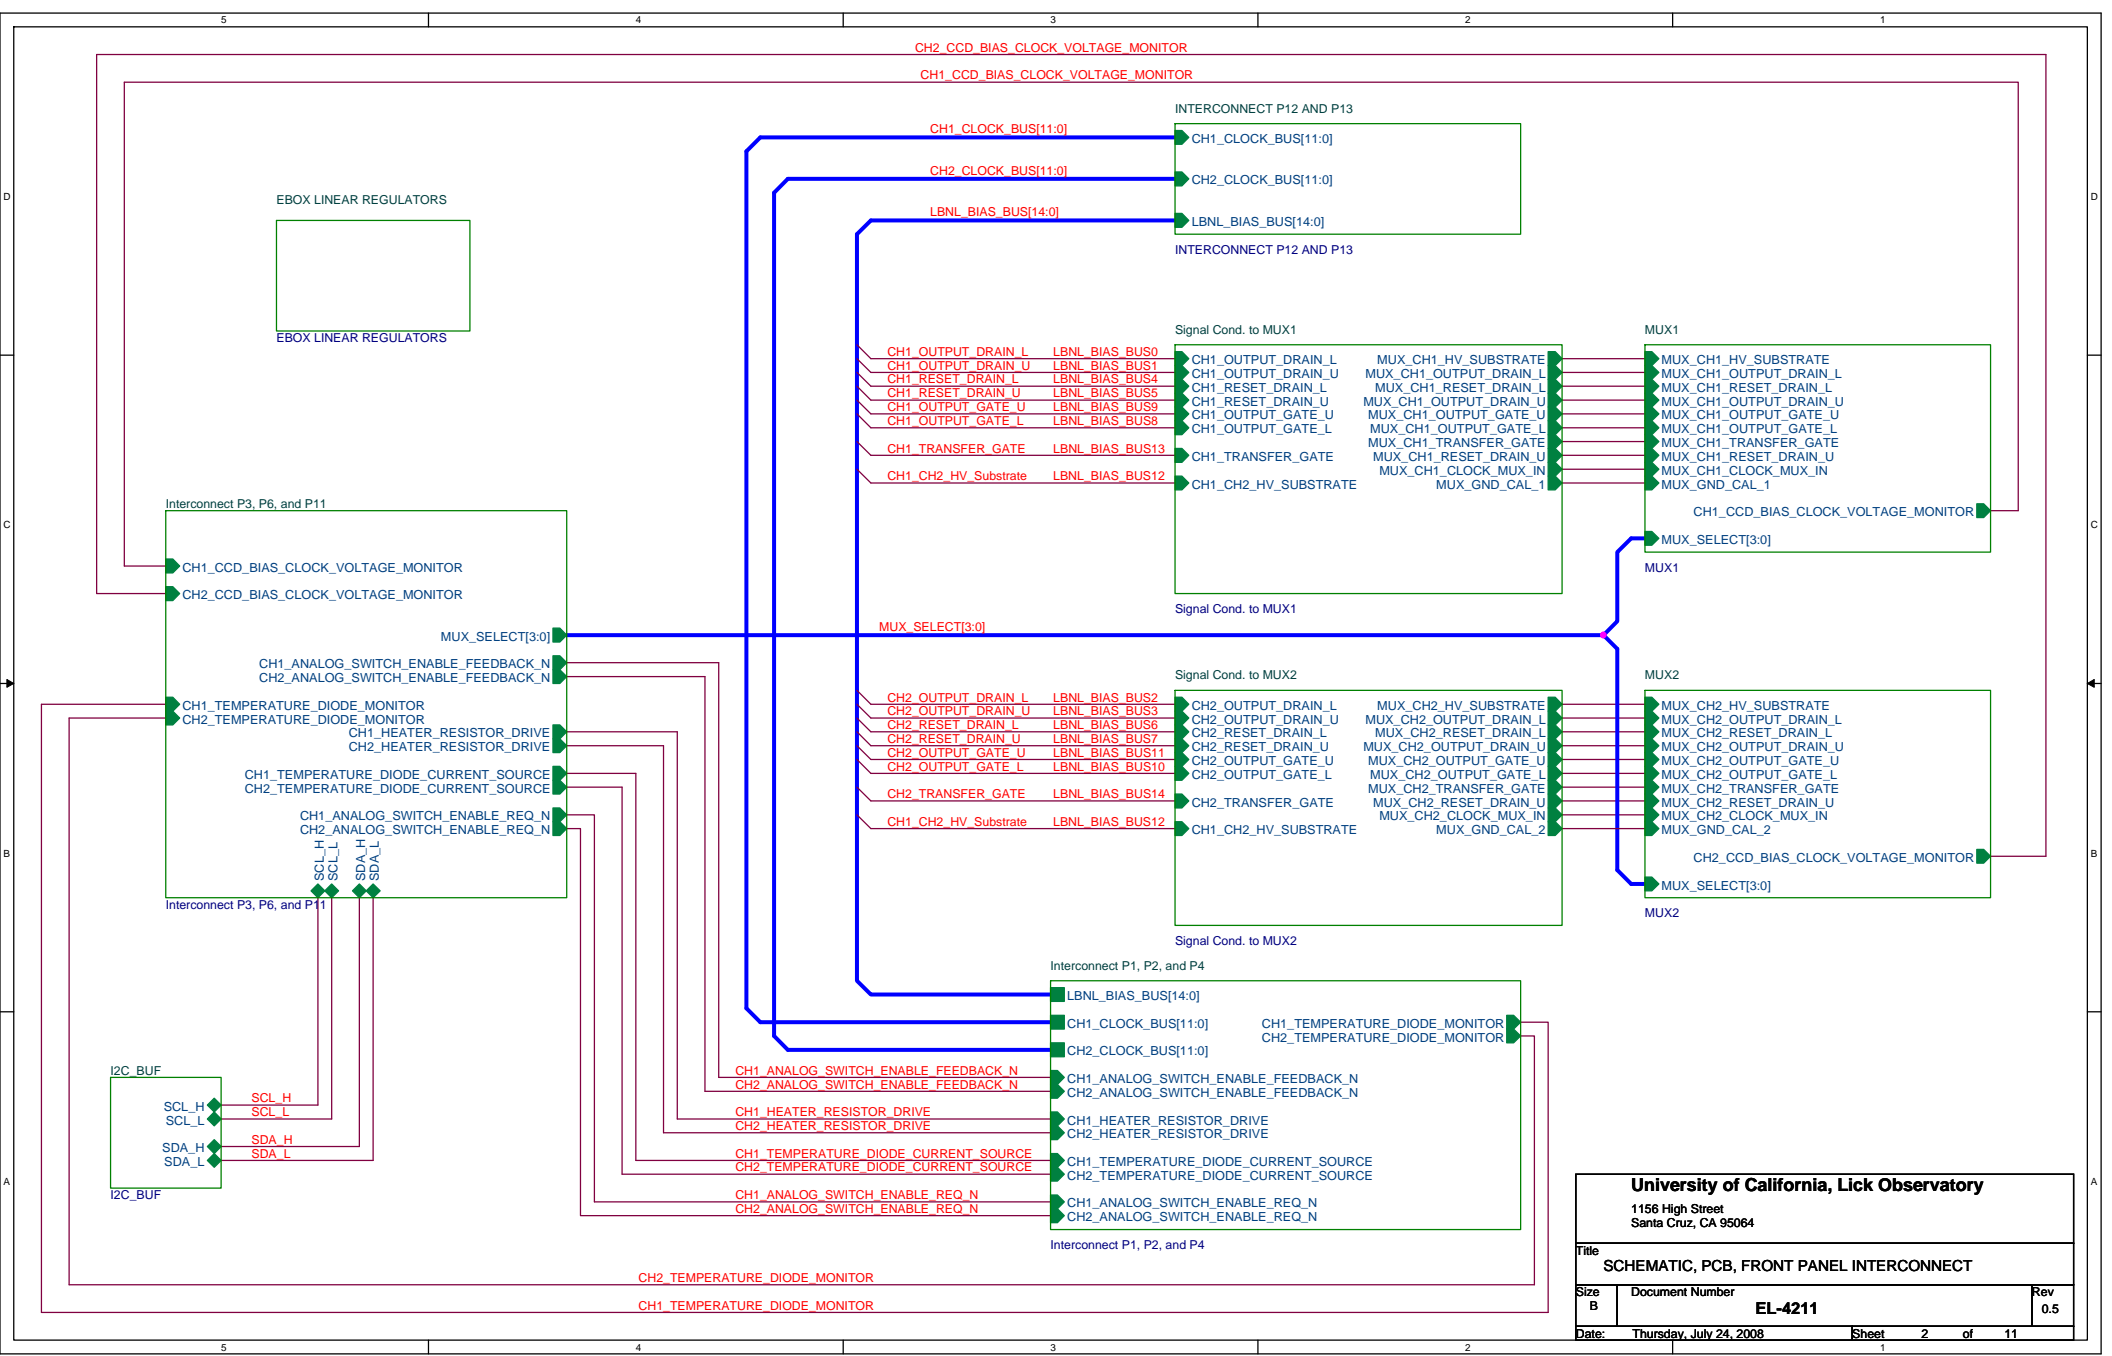 5 4 3 2 1
CH2_CCD_BIAS_CLOCK_VOLTAGE_MONITOR
CH1_CCD_BIAS_CLOCK_VOLTAGE_MONITOR
INTERCONNECT P12 AND P13
CH1_CLOCK_BUS[11:0]
CH1_CLOCK_BUS[11:0]
CH2_CLOCK_BUS[11:0]
CH2_CLOCK_BUS[11:0]
LBNL_BIAS_BUS[14:0]
LBNL_BIAS_BUS[14:0]
INTERCONNECT P12 AND P13
D D
EBOX LINEAR REGULATORS
EBOX LINEAR REGULATORS
Signal Cond. to MUX1
CH1_OUTPUT_DRAIN_L LBNL_BIAS_BUS0
CH1_OUTPUT_DRAIN_U LBNL_BIAS_BUS1
CH1_RESET_DRAIN_L LBNL_BIAS_BUS4
CH1_RESET_DRAIN_U LBNL_BIAS_BUS5
CH1_OUTPUT_GATE_U LBNL_BIAS_BUS9
CH1_OUTPUT_GATE_L LBNL_BIAS_BUS8
CH1_TRANSFER_GATE LBNL_BIAS_BUS13
CH1_CH2_HV_Substrate LBNL_BIAS_BUS12
CH1_OUTPUT_DRAIN_L
CH1_OUTPUT_DRAIN_U
CH1_RESET_DRAIN_L
CH1_RESET_DRAIN_U
CH1_OUTPUT_GATE_U
CH1_OUTPUT_GATE_L
CH1_TRANSFER_GATE
CH1_CH2_HV_SUBSTRATE
MUX_CH1_HV_SUBSTRATE
MUX_CH1_OUTPUT_DRAIN_L
MUX_CH1_RESET_DRAIN_L
MUX_CH1_OUTPUT_DRAIN_U
MUX_CH1_OUTPUT_GATE_U
MUX_CH1_OUTPUT_GATE_L
MUX_CH1_TRANSFER_GATE
MUX_CH1_RESET_DRAIN_U
MUX_CH1_CLOCK_MUX_IN
MUX_GND_CAL_1
Signal Cond. to MUX1
MUX1
MUX_CH1_HV_SUBSTRATE
MUX_CH1_OUTPUT_DRAIN_L
MUX_CH1_RESET_DRAIN_L
MUX_CH1_OUTPUT_DRAIN_U
MUX_CH1_OUTPUT_GATE_U
MUX_CH1_OUTPUT_GATE_L
MUX_CH1_TRANSFER_GATE
MUX_CH1_RESET_DRAIN_U
MUX_CH1_CLOCK_MUX_IN
MUX_GND_CAL_1
CH1_CCD_BIAS_CLOCK_VOLTAGE_MONITOR
MUX_SELECT[3:0]
MUX1
C C
Interconnect P3, P6, and P11
CH1_CCD_BIAS_CLOCK_VOLTAGE_MONITOR
CH2_CCD_BIAS_CLOCK_VOLTAGE_MONITOR
MUX_SELECT[3:0]
CH1_ANALOG_SWITCH_ENABLE_FEEDBACK_N
CH2_ANALOG_SWITCH_ENABLE_FEEDBACK_N
CH1_TEMPERATURE_DIODE_MONITOR
CH2_TEMPERATURE_DIODE_MONITOR
CH1_HEATER_RESISTOR_DRIVE
CH2_HEATER_RESISTOR_DRIVE
CH1_TEMPERATURE_DIODE_CURRENT_SOURCE
CH2_TEMPERATURE_DIODE_CURRENT_SOURCE
CH1_ANALOG_SWITCH_ENABLE_REQ_N
CH2_ANALOG_SWITCH_ENABLE_REQ_N
SCL_H
SCL_L
SDA_H
SDA_L
Interconnect P3, P6, and P11
MUX_SELECT[3:0]
Signal Cond. to MUX2
CH2_OUTPUT_DRAIN_L LBNL_BIAS_BUS2
CH2_OUTPUT_DRAIN_U LBNL_BIAS_BUS3
CH2_RESET_DRAIN_L LBNL_BIAS_BUS6
CH2_RESET_DRAIN_U LBNL_BIAS_BUS7
CH2_OUTPUT_GATE_U LBNL_BIAS_BUS11
CH2_OUTPUT_GATE_L LBNL_BIAS_BUS10
CH2_TRANSFER_GATE LBNL_BIAS_BUS14
CH1_CH2_HV_Substrate LBNL_BIAS_BUS12
CH2_OUTPUT_DRAIN_L
CH2_OUTPUT_DRAIN_U
CH2_RESET_DRAIN_L
CH2_RESET_DRAIN_U
CH2_OUTPUT_GATE_U
CH2_OUTPUT_GATE_L
CH2_TRANSFER_GATE
CH1_CH2_HV_SUBSTRATE
MUX_CH2_HV_SUBSTRATE
MUX_CH2_OUTPUT_DRAIN_L
MUX_CH2_RESET_DRAIN_L
MUX_CH2_OUTPUT_DRAIN_U
MUX_CH2_OUTPUT_GATE_U
MUX_CH2_OUTPUT_GATE_L
MUX_CH2_TRANSFER_GATE
MUX_CH2_RESET_DRAIN_U
MUX_CH2_CLOCK_MUX_IN
MUX_GND_CAL_2
Signal Cond. to MUX2
MUX2
MUX_CH2_HV_SUBSTRATE
MUX_CH2_OUTPUT_DRAIN_L
MUX_CH2_RESET_DRAIN_L
MUX_CH2_OUTPUT_DRAIN_U
MUX_CH2_OUTPUT_GATE_U
MUX_CH2_OUTPUT_GATE_L
MUX_CH2_TRANSFER_GATE
MUX_CH2_RESET_DRAIN_U
MUX_CH2_CLOCK_MUX_IN
MUX_GND_CAL_2
CH2_CCD_BIAS_CLOCK_VOLTAGE_MONITOR
MUX_SELECT[3:0]
MUX2
B B
Interconnect P1, P2, and P4
LBNL_BIAS_BUS[14:0]
CH1_CLOCK_BUS[11:0]
CH2_CLOCK_BUS[11:0]
CH1_TEMPERATURE_DIODE_MONITOR
CH2_TEMPERATURE_DIODE_MONITOR
CH1_ANALOG_SWITCH_ENABLE_FEEDBACK_N
CH2_ANALOG_SWITCH_ENABLE_FEEDBACK_N
CH1_HEATER_RESISTOR_DRIVE
CH2_HEATER_RESISTOR_DRIVE
CH1_TEMPERATURE_DIODE_CURRENT_SOURCE
CH2_TEMPERATURE_DIODE_CURRENT_SOURCE
CH1_ANALOG_SWITCH_ENABLE_REQ_N
CH2_ANALOG_SWITCH_ENABLE_REQ_N
Interconnect P1, P2, and P4
CH1_ANALOG_SWITCH_ENABLE_FEEDBACK_N
CH2_ANALOG_SWITCH_ENABLE_FEEDBACK_N
CH1_HEATER_RESISTOR_DRIVE
CH2_HEATER_RESISTOR_DRIVE
CH1_TEMPERATURE_DIODE_CURRENT_SOURCE
CH2_TEMPERATURE_DIODE_CURRENT_SOURCE
CH1_ANALOG_SWITCH_ENABLE_REQ_N
CH2_ANALOG_SWITCH_ENABLE_REQ_N
I2C_BUF
SCL_H SCL_H
SCL_L SCL_L
SDA_H SDA_H
SDA_L SDA_L
I2C_BUF
A A
CH2_TEMPERATURE_DIODE_MONITOR
CH1_TEMPERATURE_DIODE_MONITOR
University of California, Lick Observatory
1156 High Street
Santa Cruz, CA 95064
Title
SCHEMATIC, PCB, FRONT PANEL INTERCONNECT
Size Document Number Rev
B EL-4211 0.5
Date: Thursday, July 24, 2008 Sheet 2 of 11
5 4 3 2 1